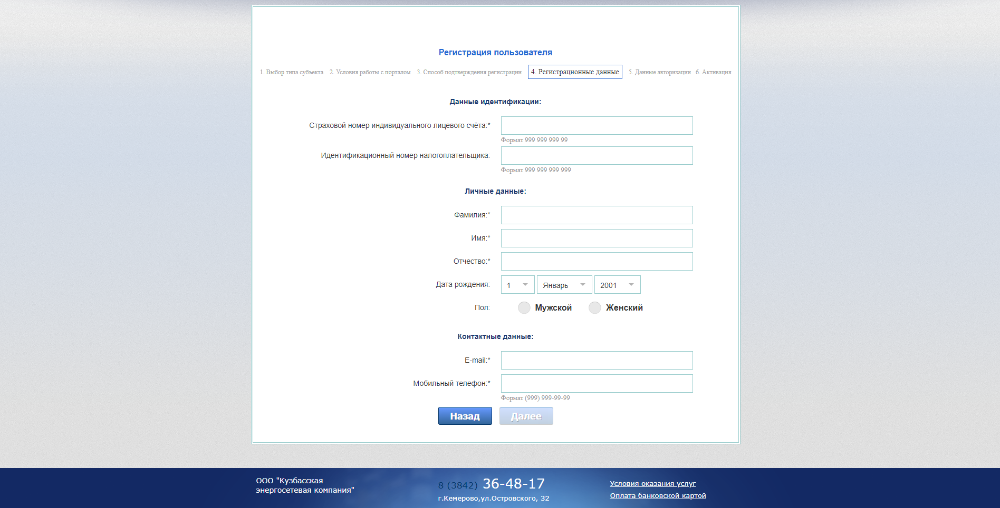 Регистрация пользователя
1. Выбор типа субъекта 2. Условия работы с порталом 3. Способ подтверждения регистрации 4. Регистрационные данные 5. Данные авторизации 6. Активация
Данные идентификации:
Страховой номер индивидуального лицевого счёта:*
Формат 999 999 999 99
Идентификационный номер налогоплательщика:
Формат 999 999 999 999
Личные данные:
Фамилия:*
Имя:*
Отчество:*
Дата рождения: 1 Январь 2001
Пол: Мужской Женский
Контактные данные:
E-mail:*
Мобильный телефон:*
Формат (999) 999-99-99
Назад Далее
ООО "Кузбасская
энергосетевая компания"
8 (3842) 36-48-17
г.Кемерово,ул.Островского, 32
Условия оказания услуг
Оплата банковской картой